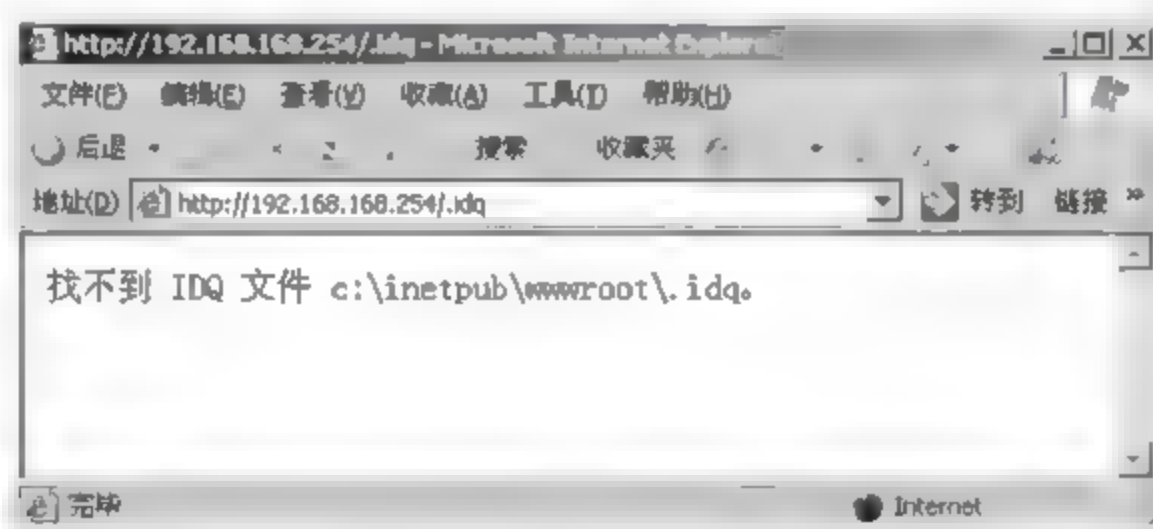 http://192.168.168.254/.idq - Microsoft Internet Explorer
文件(F) 编辑(E) 查看(V) 收藏(A) 工具(T) 帮助(H)
后退 搜索 收藏夹
地址(D) http://192.168.168.254/.idq 转到 链接 »
找不到 IDQ 文件 c:\inetpub\wwwroot\.idq。
完毕 Internet